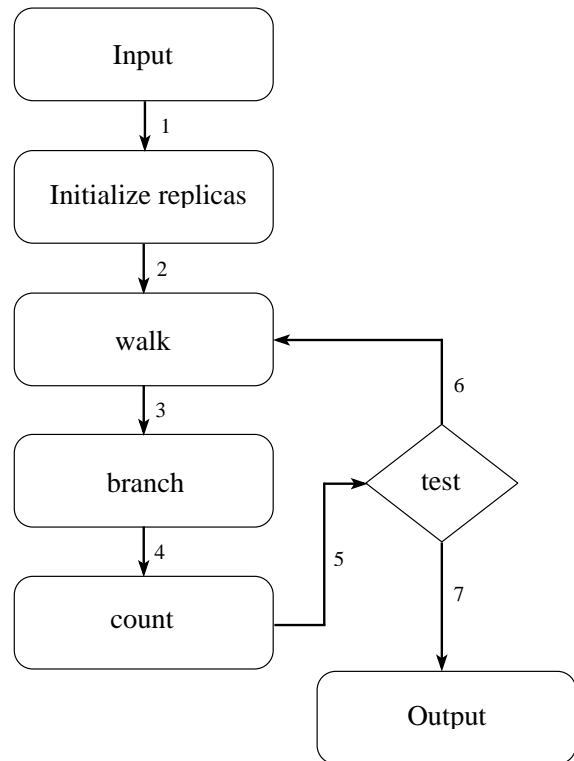 Input
1
Initialize replicas
2
walk
3
6
branch
test
4
5
count
7
Output